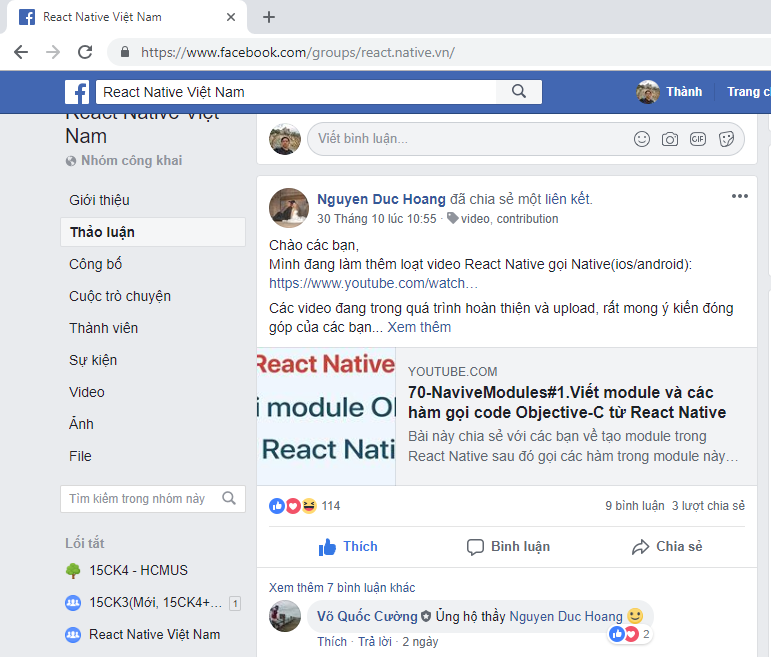 React Native Việt Nam
https://www.facebook.com/groups/react.native.vn/
React Native Việt Nam
Thành
Trang c
React Native Việt
Nam
Nhóm công khai
Giới thiệu
Thảo luận
Công bố
Cuộc trò chuyện
Thành viên
Sự kiện
Video
Ảnh
File
Tìm kiếm trong nhóm này
Lối tắt
15CK4 - HCMUS
15CK3(Mới, 15CK4+... 1
React Native Việt Nam
Viết bình luận...
GIF
Nguyen Duc Hoang đã chia sẻ một liên kết.
30 Tháng 10 lúc 10:55 · video, contribution
Chào các bạn,
Mình đang làm thêm loạt video React Native gọi Native(ios/android):
https://www.youtube.com/watch…
Các video đang trong quá trình hoàn thiện và upload, rất mong ý kiến đóng
góp của các bạn... Xem thêm
React Native
i module O
React Nati
YOUTUBE.COM
70-NaviveModules#1.Viết module và các
hàm gọi code Objective-C từ React Native
Bài này chia sẻ với các bạn về tạo module trong
React Native sau đó gọi các hàm trong module này…
114
9 bình luận 3 lượt chia sẻ
Thích
Bình luận
Chia sẻ
Xem thêm 7 bình luận khác
Võ Quốc Cường Ủng hộ thầy Nguyen Duc Hoang
2
Thích · Trả lời · 2 ngày